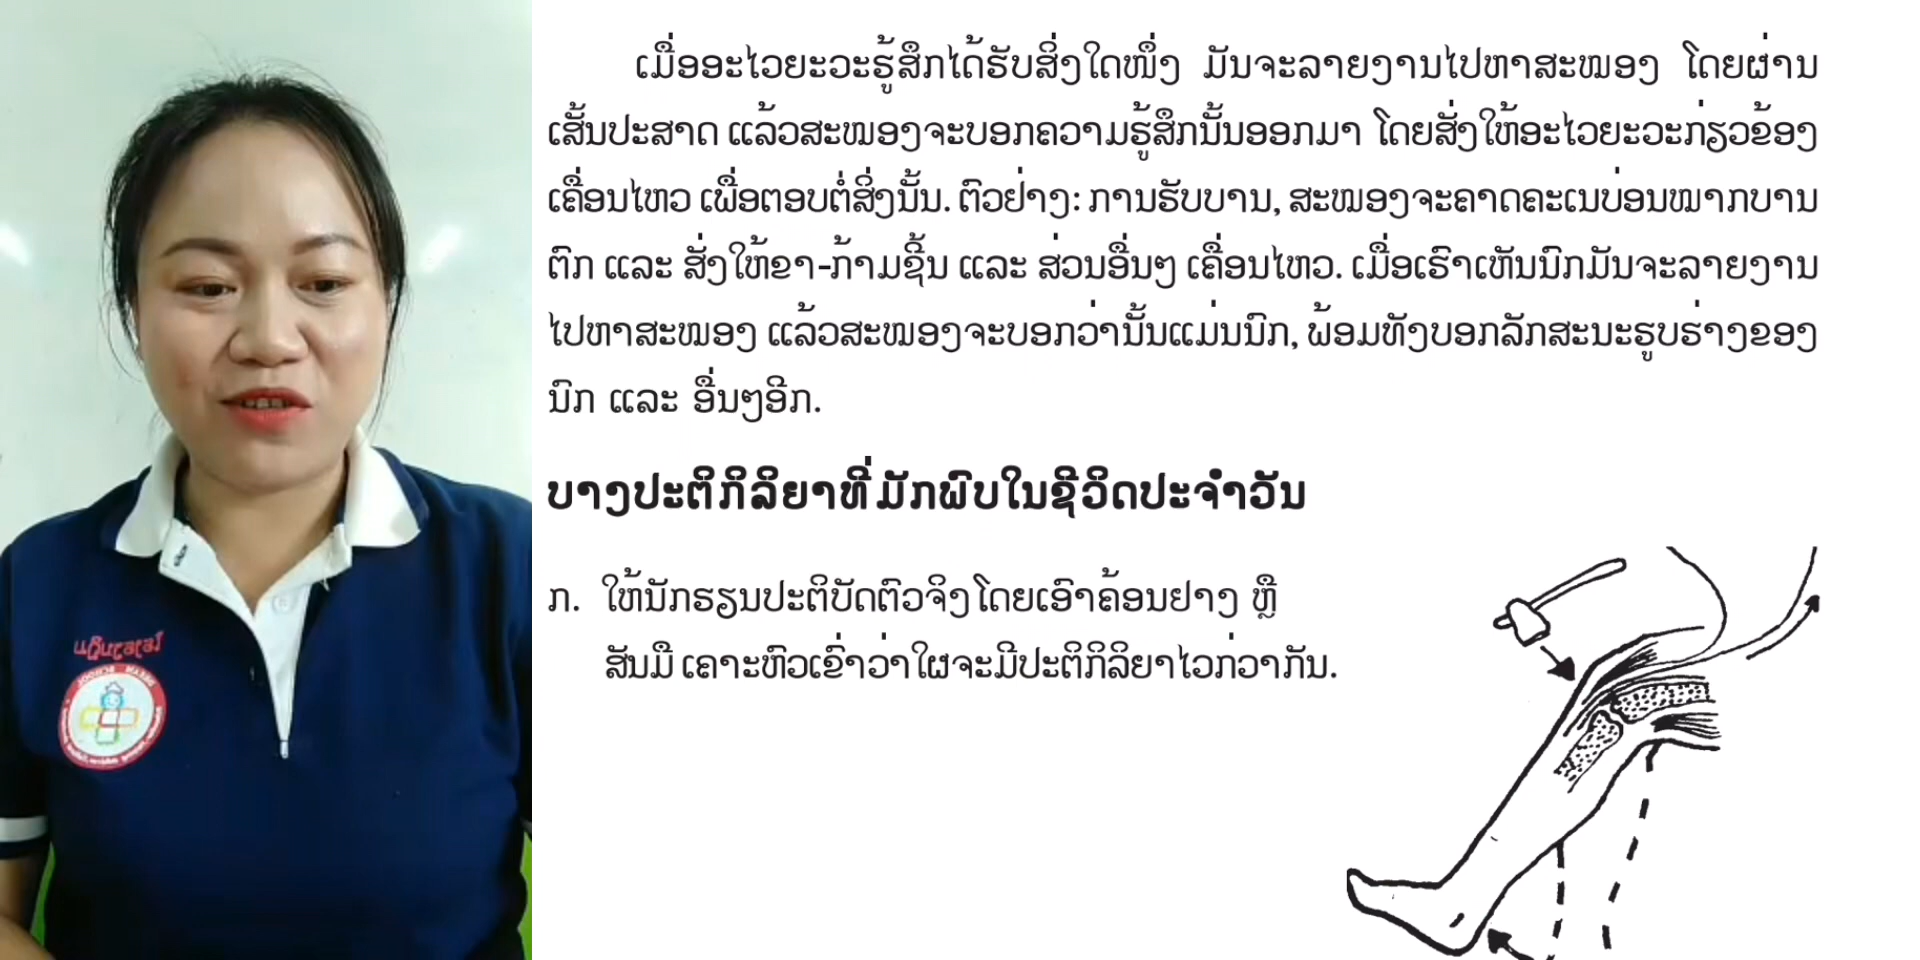 ເມື່ອອະໄວຍະວະຮູ້ສຶກໄດ້ຮັບສິ່ງໃດໜຶ່ງ ມັນຈະລາຍງານໄປຫາສະໝອງ ໂດຍຜ່ານ
ເສັ້ນປະສາດ ແລ້ວສະໝອງຈະບອກຄວາມຮູ້ສຶກນັ້ນອອກມາ ໂດຍສັ່ງໃຫ້ອະໄວຍະວະກ່ຽວຂ້ອງ
ເຄື່ອນໄຫວ ເພື່ອຕອບຕໍ່ສິ່ງນັ້ນ. ຕົວຢ່າງ: ການຮັບບານ, ສະໝອງຈະຄາດຄະເນບ່ອນໝາກບານ
ຕົກ ແລະ ສັ່ງໃຫ້ຂາ-ກ້າມຊີ້ນ ແລະ ສ່ວນອື່ນໆ ເຄື່ອນໄຫວ. ເມື່ອເຮົາເຫັນນົກມັນຈະລາຍງານ
ໄປຫາສະໝອງ ແລ້ວສະໝອງຈະບອກວ່ານັ້ນແມ່ນນົກ, ພ້ອມທັງບອກລັກສະນະຮູບຮ່າງຂອງ
ນົກ ແລະ ອື່ນໆອີກ.
ບາງປະຕິກິລິຍາທີ່ມັກພົບໃນຊີວິດປະຈຳວັນ
ກ. ໃຫ້ນັກຮຽນປະຕິບັດຕົວຈິງໂດຍເອົາຄ້ອນຢາງ ຫຼື
ສັນມື ເຄາະຫົວເຂົ່າວ່າໃຜຈະມີປະຕິກິລິຍາໄວກ່ວາກັນ.